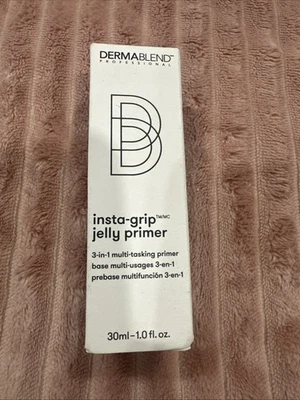 DERMABLEND™
PROFESSIONAL
insta-grip™/MC
jelly primer
3-in-1 multi-tasking primer
base multi-usages 3-en-1
prebase multifunción 3-en-1
30ml-1.0 fl. oz.